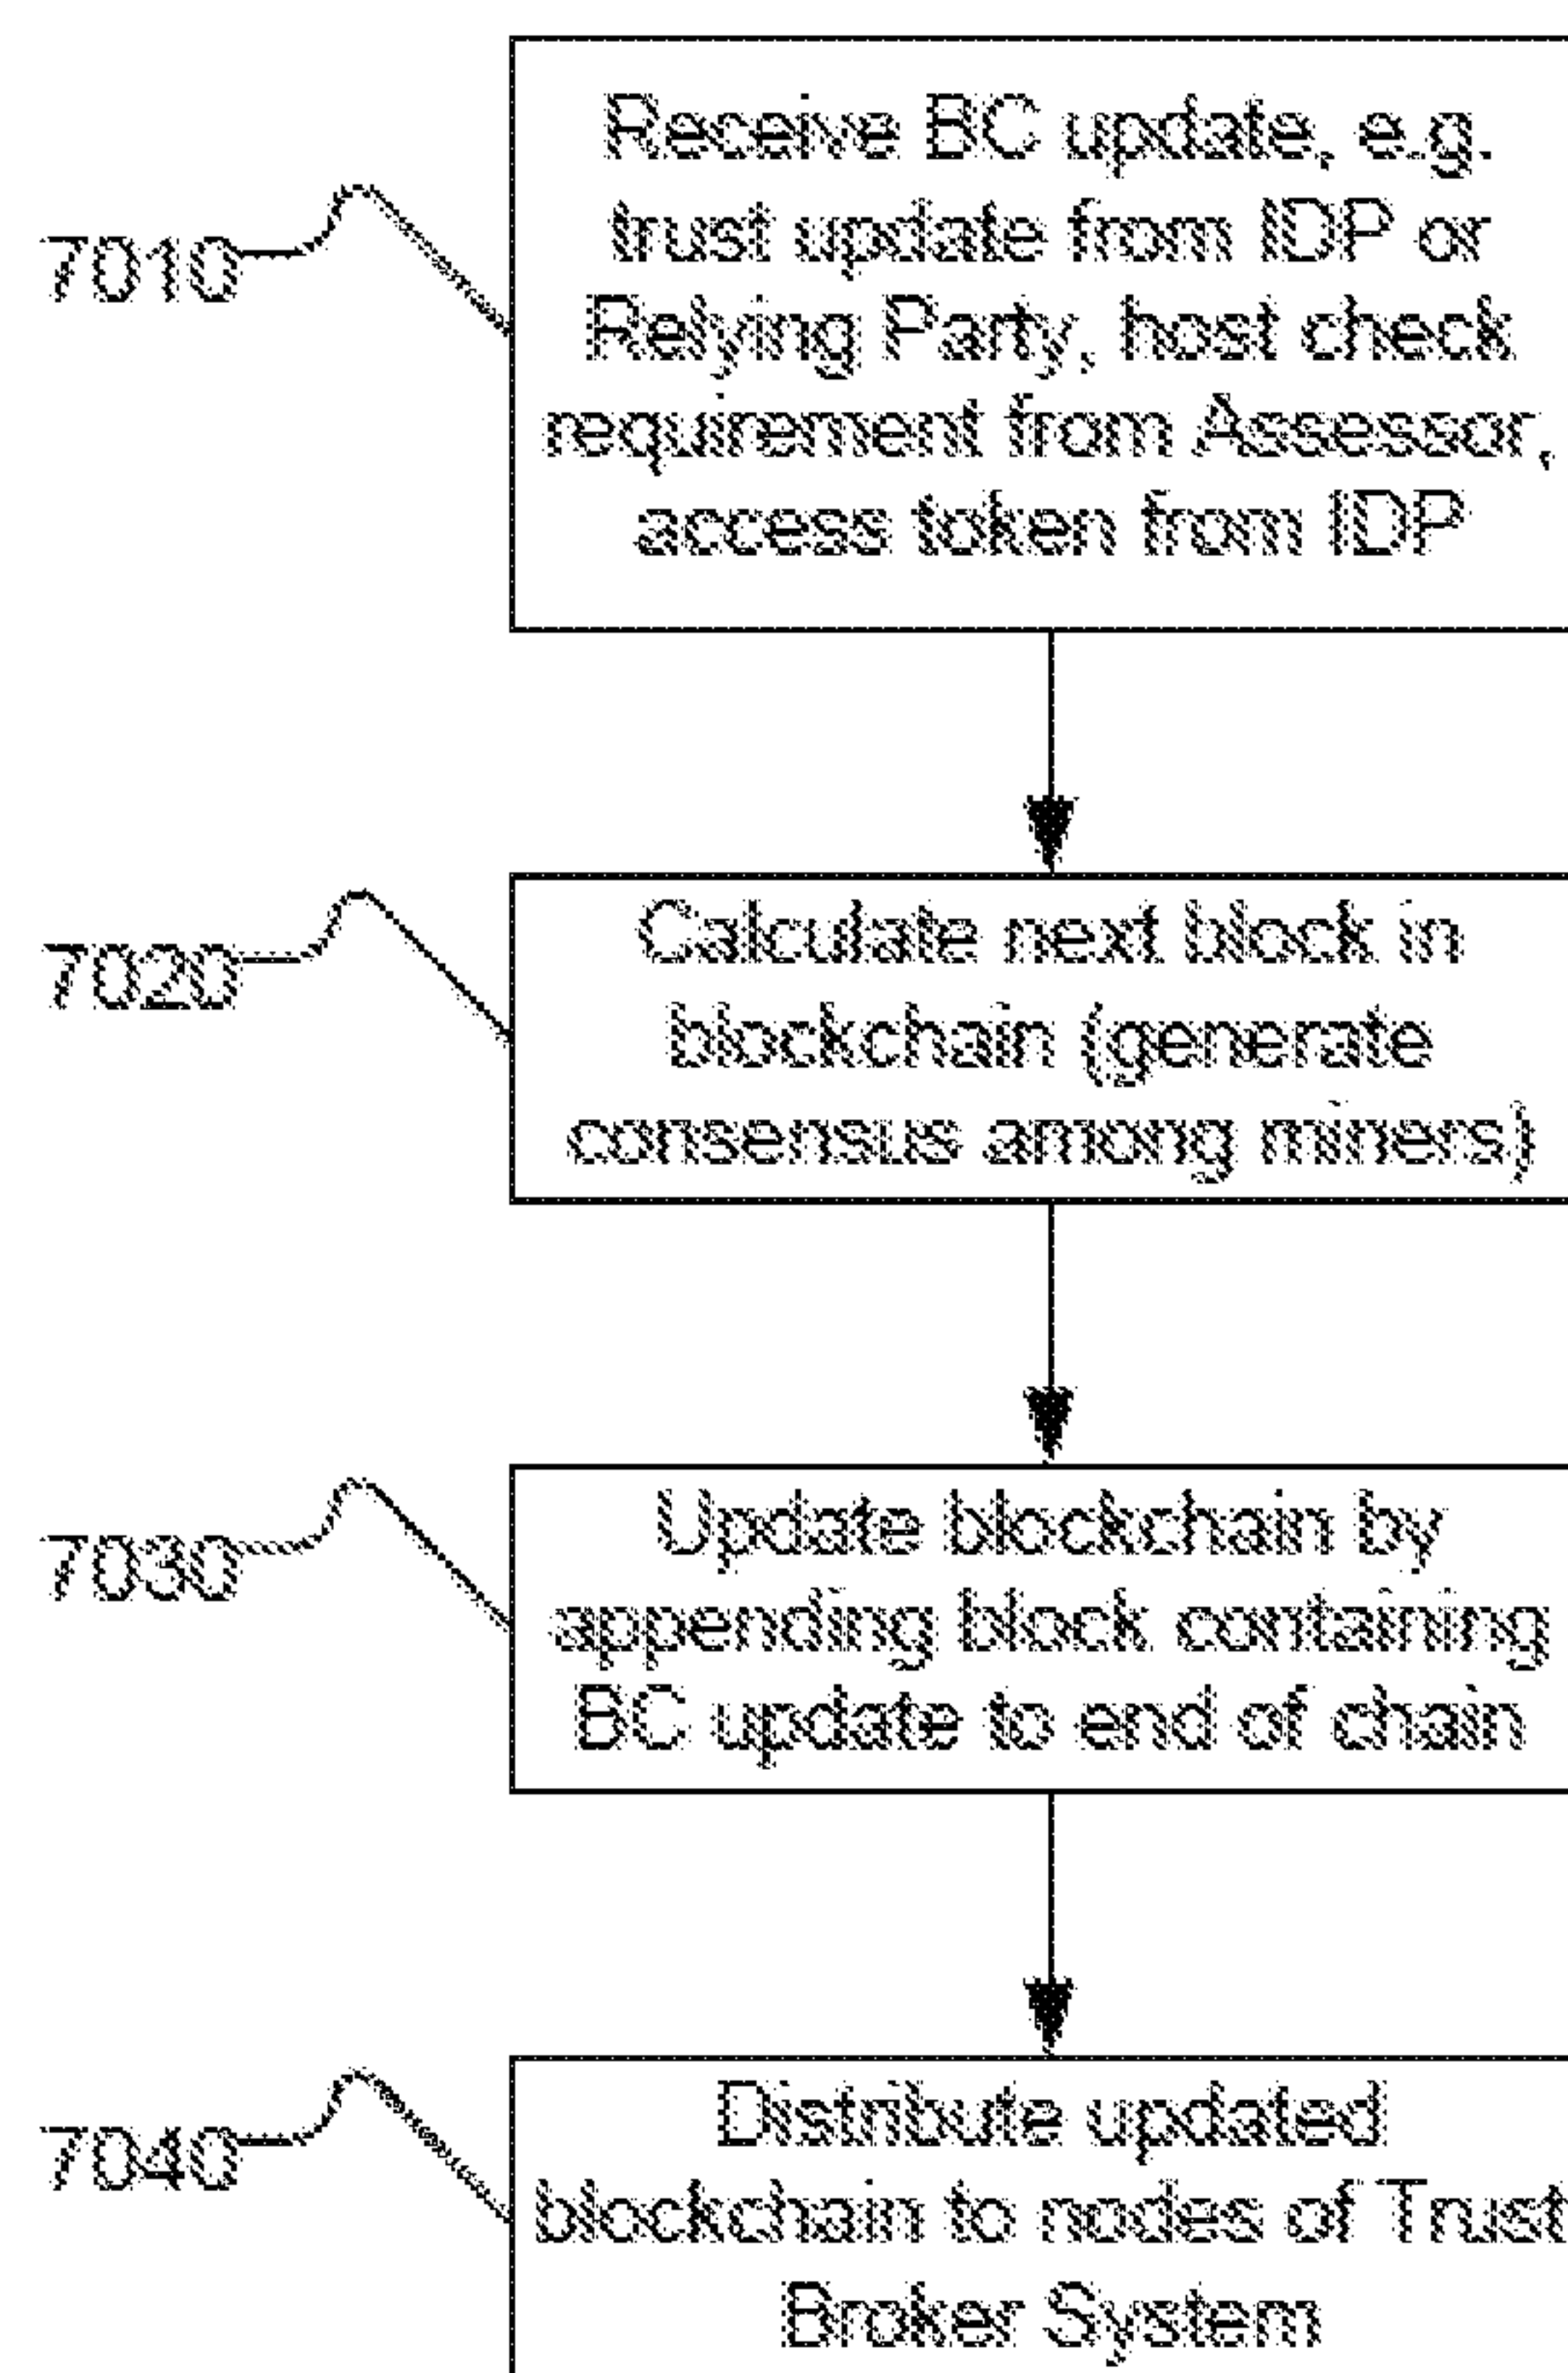 7010
Receive BC update, e.g.
trust update from IDP or
Relying Party, host check
requirement from Assessor,
access token from IDP
7020
Calculate next block in
blockchain (generate
consensus among miners)
7030
Update blockchain by
appending block containing
BC update to end of chain
7040
Distribute updated
blockchain to nodes of Trust
Broker System